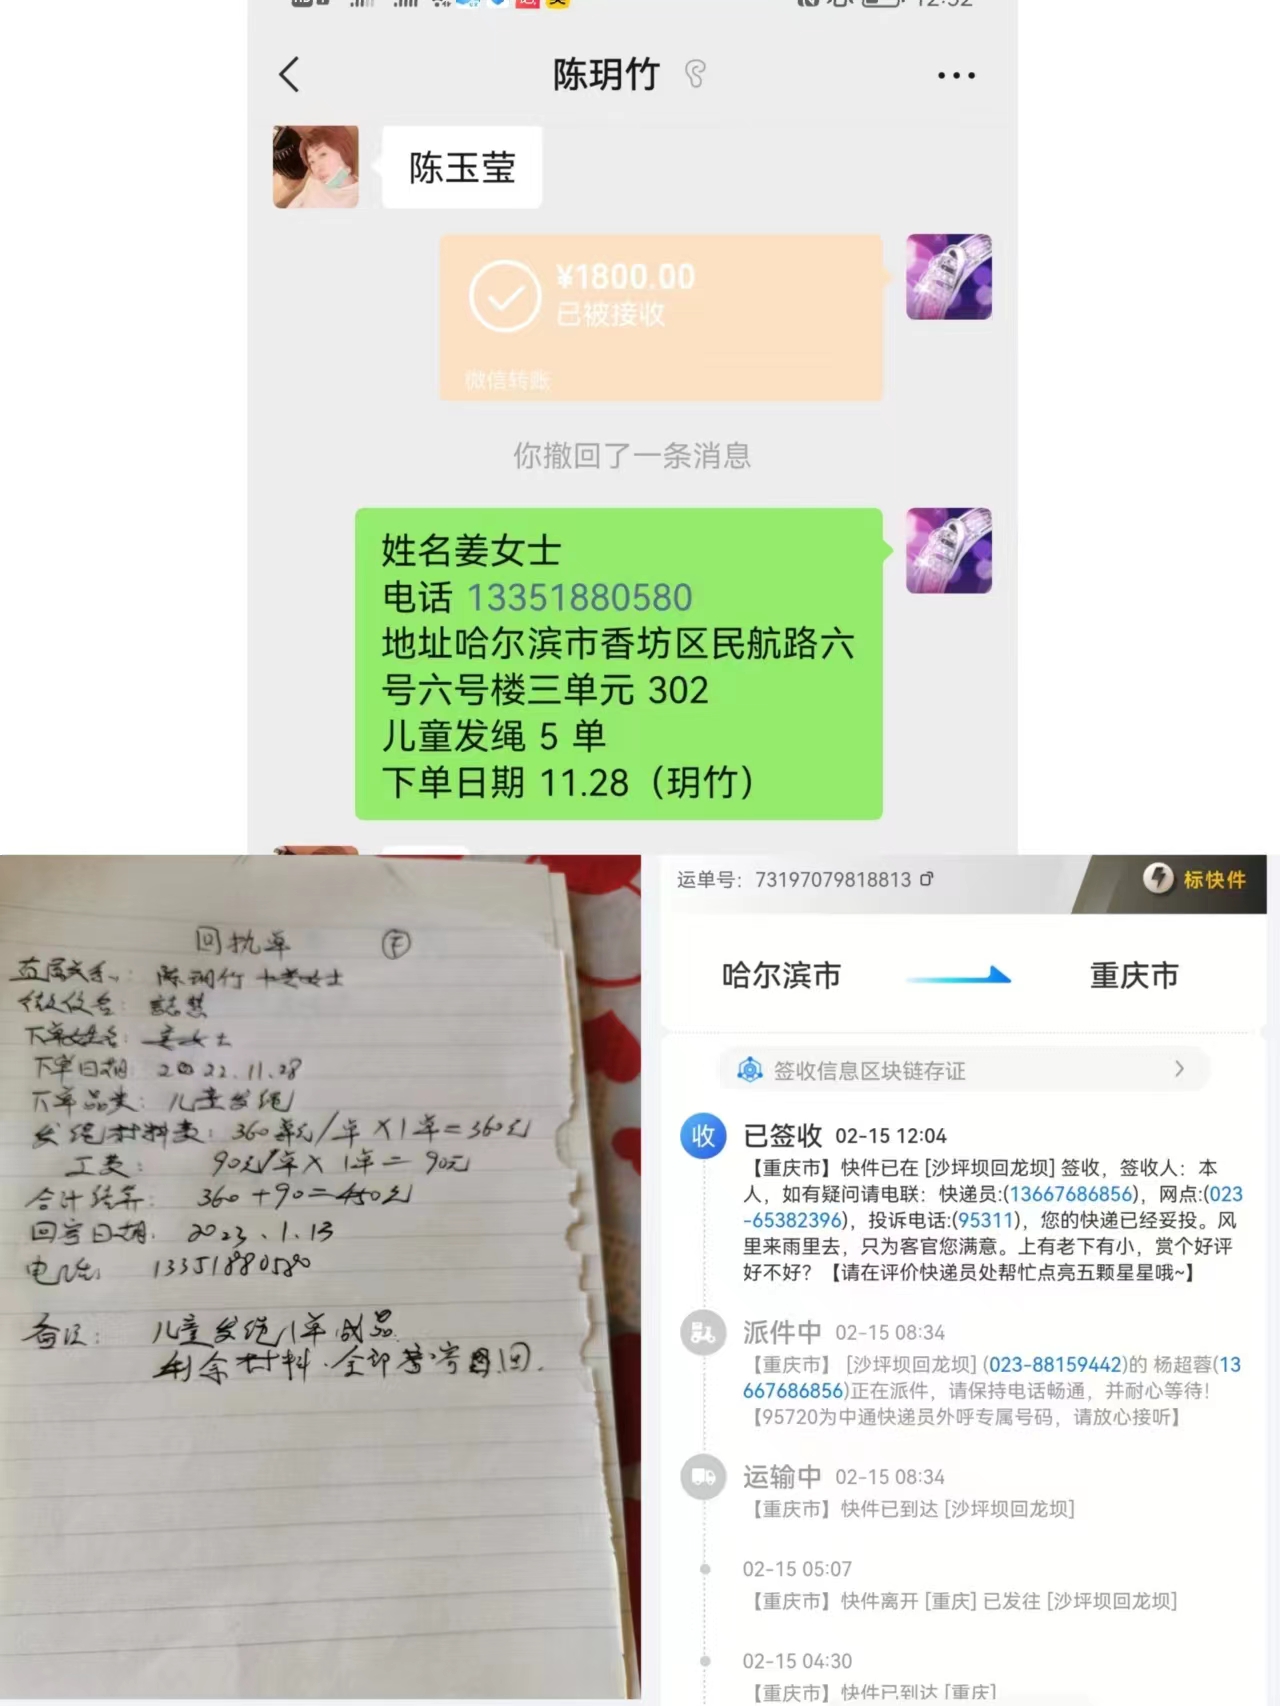 12:32
陈玥竹
陈玉莹
¥1800.00
已被接收
微信转账
你撤回了一条消息
姓名姜女士
电话 13351880580
地址哈尔滨市香坊区民航路六
号六号楼三单元 302
儿童发绳 5 单
下单日期 11.28（玥竹）
回执单
直属关系: 陈玥竹
微信号:
下单姓名: 姜女士
下单日期: 2022.11.28
下单品类: 儿童发绳
发绳材料费: 360元/单×1单=360元
工费: 90元/单×1单=90元
合计结算: 360+90=450元
回寄日期: 2023.1.13
电话: 13351880580
备注: 儿童发绳1单成品.
剩余材料.全部寄回.
运单号: 73197079818813
标快件
哈尔滨市
重庆市
签收信息区块链存证
收
已签收 02-15 12:04
【重庆市】快件已在 [沙坪坝回龙坝] 签收，签收人：本
人，如有疑问请电联：快递员:(13667686856)，网点:(023
-65382396)，投诉电话:(95311)，您的快递已经妥投。风
里来雨里去，只为客官您满意。上有老下有小，赏个好评
好不好？【请在评价快递员处帮忙点亮五颗星星哦~】
派件中 02-15 08:34
【重庆市】 [沙坪坝回龙坝] (023-88159442)的 杨超蓉(13
667686856)正在派件，请保持电话畅通，并耐心等待！
【95720为中通快递员外呼专属号码，请放心接听】
运输中 02-15 08:34
【重庆市】快件已到达 [沙坪坝回龙坝]
02-15 05:07
【重庆市】快件离开 [重庆] 已发往 [沙坪坝回龙坝]
02-15 04:30
【重庆市】快件已到达 [重庆]